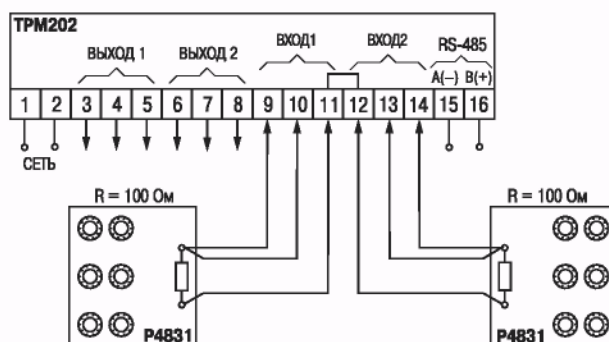 ТРМ202
ВЫХОД 1 ВЫХОД 2 ВХОД1 ВХОД2 RS-485
A(–) B(+)
1 2 3 4 5 6 7 8 9 10 11 12 13 14 15 16
СЕТЬ
R = 100 Ом R = 100 Ом
Р4831 Р4831